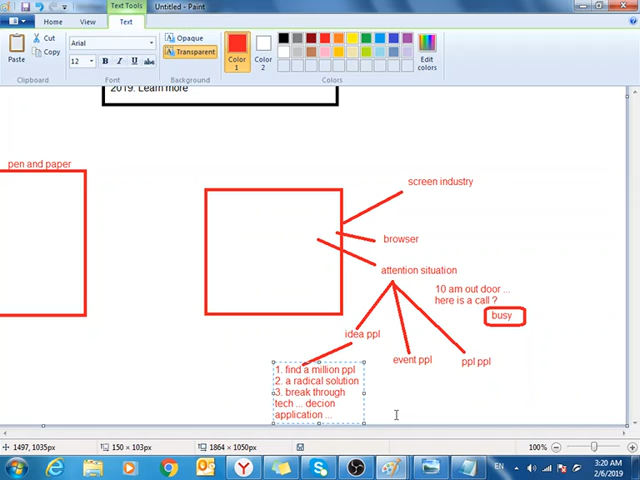 Text Tools
Untitled - Paint
Home
View
Text
Paste
Cut
Copy
Clipboard
Arial
12
B
I
U
abc
Font
Opaque
Transparent
Background
Color
1
Color
2
Colors
Edit
colors
2019. Learn more
pen and paper
screen industry
browser
attention situation
10 am out door ...
here is a call ?
busy
idea ppl
event ppl
ppl ppl
1. find a million ppl
2. a radical solution
3. break through
tech ... decion
application ...
1497, 1035px
150 × 103px
1864 × 1050px
100%
EN
3:20 AM
2/6/2019